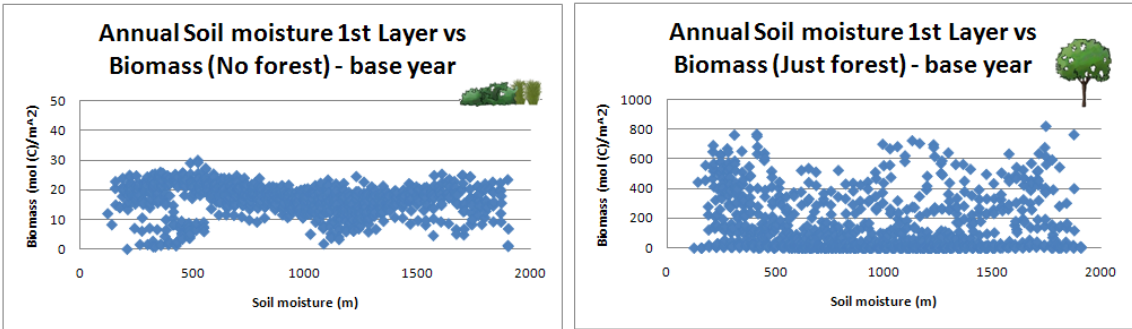 Annual Soil moisture 1st Layer vs
Biomass (No forest) - base year
50
40
30
20
10
0
Biomass (mol (C)/m^2)
0 500 1000 1500 2000
Soil moisture (m)
Annual Soil moisture 1st Layer vs
Biomass (Just forest) - base year
1000
800
600
400
200
0
Biomass (mol (C)/m^2)
0 500 1000 1500 2000
Soil moisture (m)